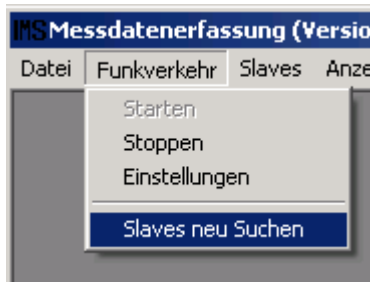 IMS Messdatenerfassung (Versio
Datei Funkverkehr Slaves Anze
Starten
Stoppen
Einstellungen
Slaves neu Suchen